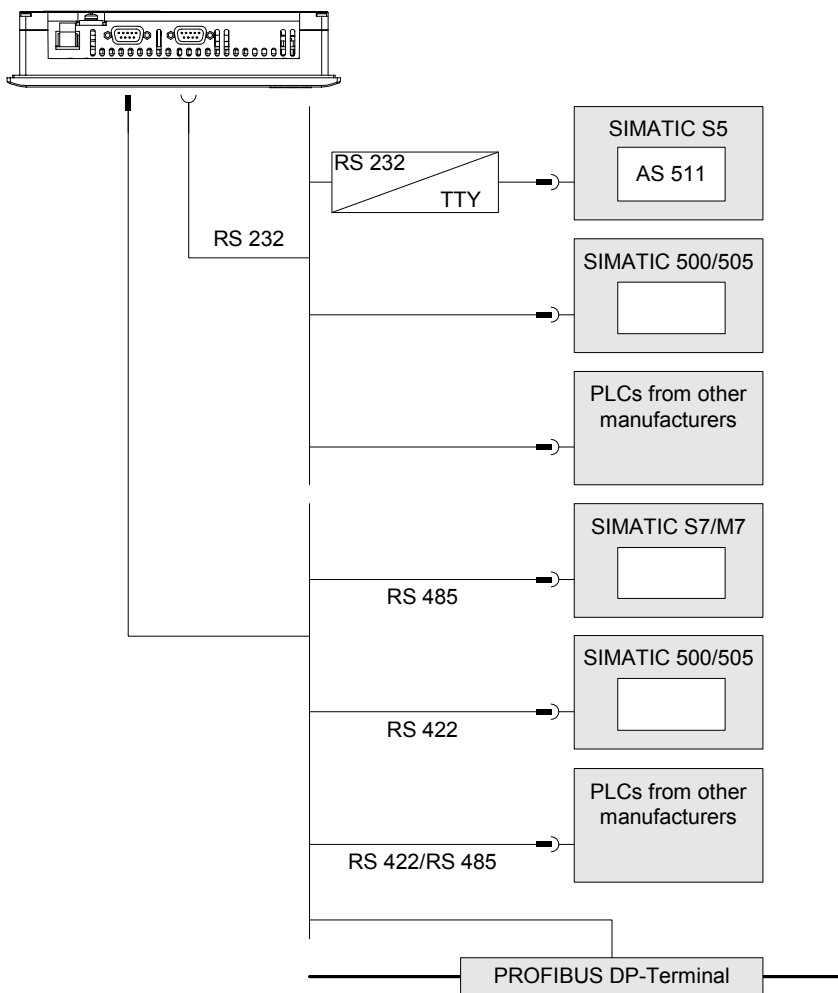 SIMATIC S5
RS 232
AS 511
TTY
RS 232
SIMATIC 500/505
PLCs from other
manufacturers
SIMATIC S7/M7
RS 485
SIMATIC 500/505
RS 422
PLCs from other
manufacturers
RS 422/RS 485
PROFIBUS DP-Terminal